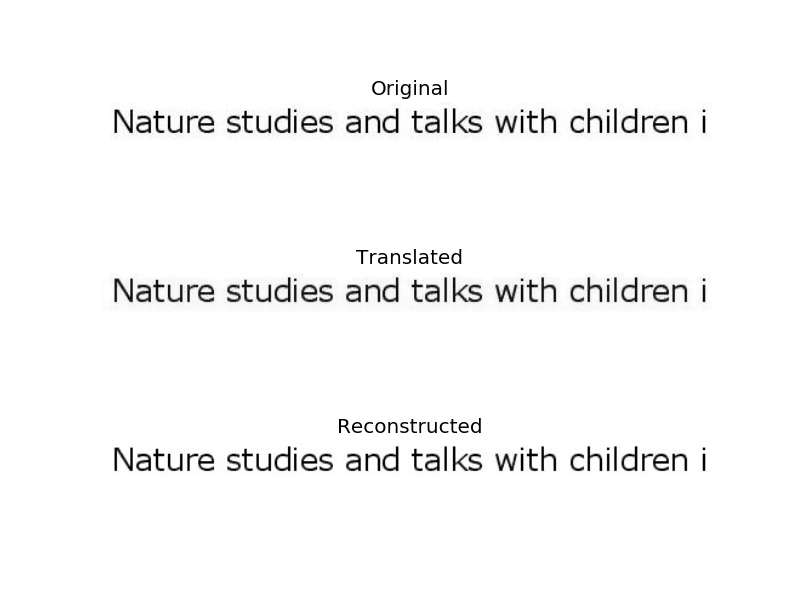 Original
Nature studies and talks with children i
Translated
Nature studies and talks with children i
Reconstructed
Nature studies and talks with children i